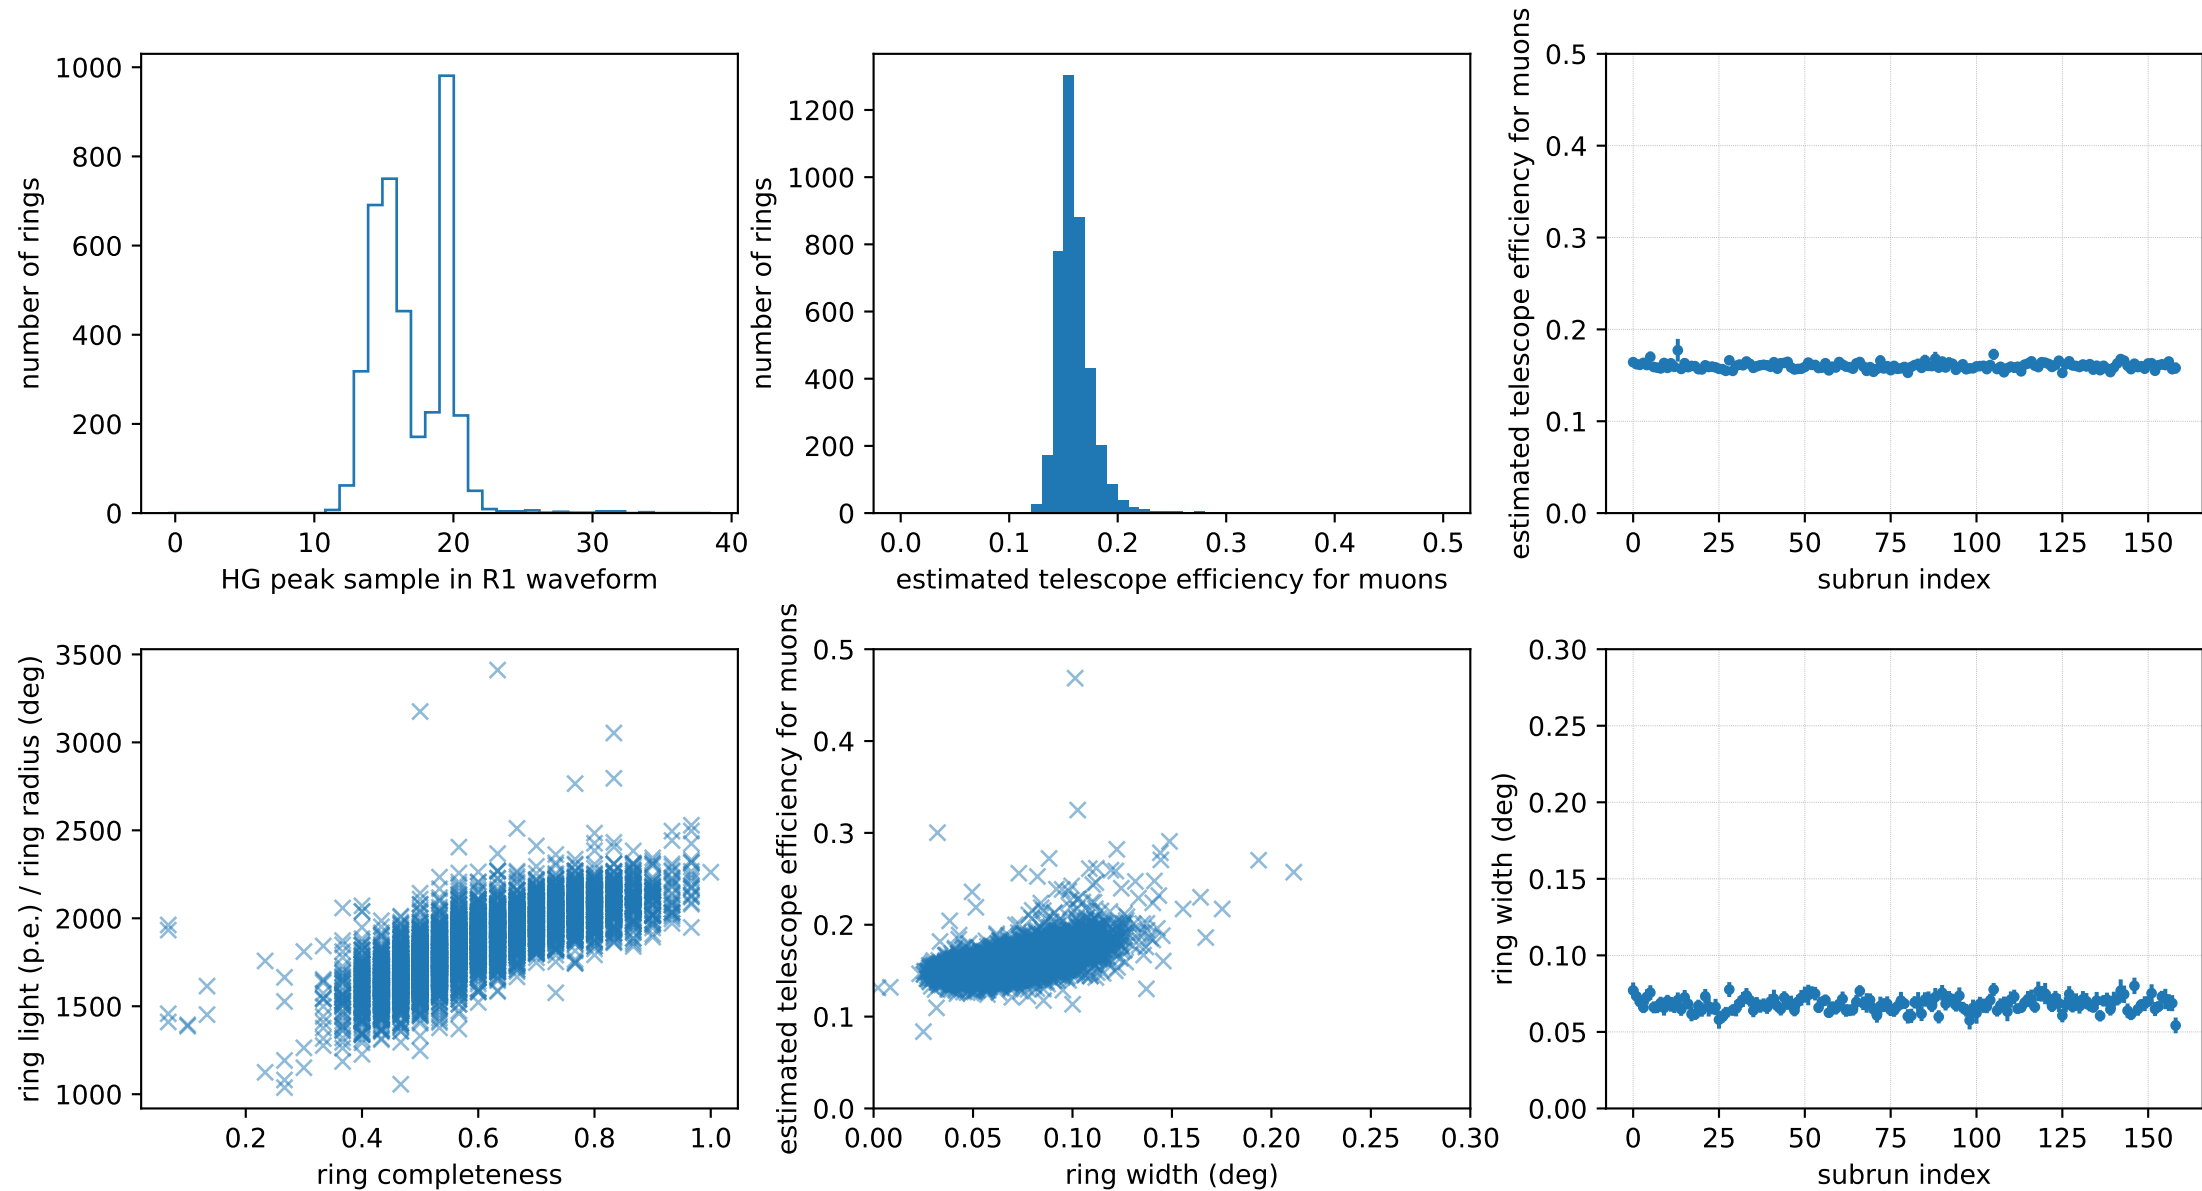 1000
800
600
400
200
0
number of rings
0 10 20 30 40
HG peak sample in R1 waveform
1200
1000
800
600
400
200
0
number of rings
0.0 0.1 0.2 0.3 0.4 0.5
estimated telescope efficiency for muons
0.5
0.4
0.3
0.2
0.1
0.0
estimated telescope efficiency for muons
0 25 50 75 100 125 150
subrun index
3500
3000
2500
2000
1500
1000
ring light (p.e.) / ring radius (deg)
0.2 0.4 0.6 0.8 1.0
ring completeness
0.5
0.4
0.3
0.2
0.1
0.0
estimated telescope efficiency for muons
0.00 0.05 0.10 0.15 0.20 0.25 0.30
ring width (deg)
0.30
0.25
0.20
0.15
0.10
0.05
0.00
ring width (deg)
0 25 50 75 100 125 150
subrun index